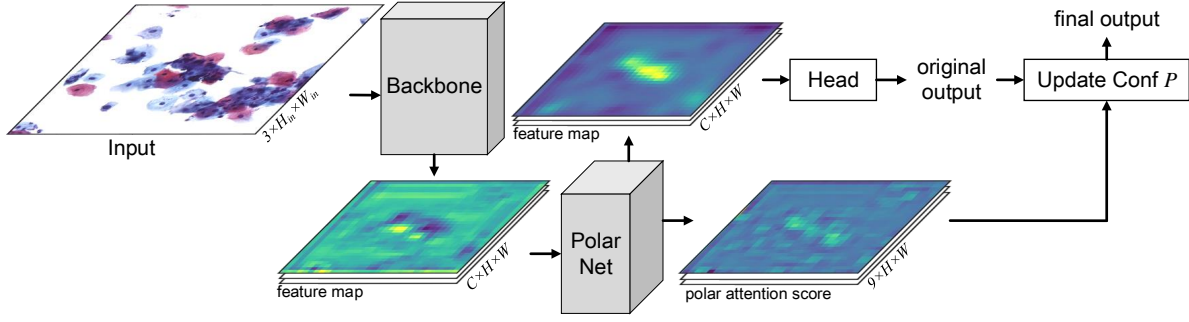 Input
3×H_in×W_in
Backbone
feature map
C×H×W
Polar
Net
feature map
C×H×W
polar attention score
9×H×W
Head
original
output
Update Conf P
final output